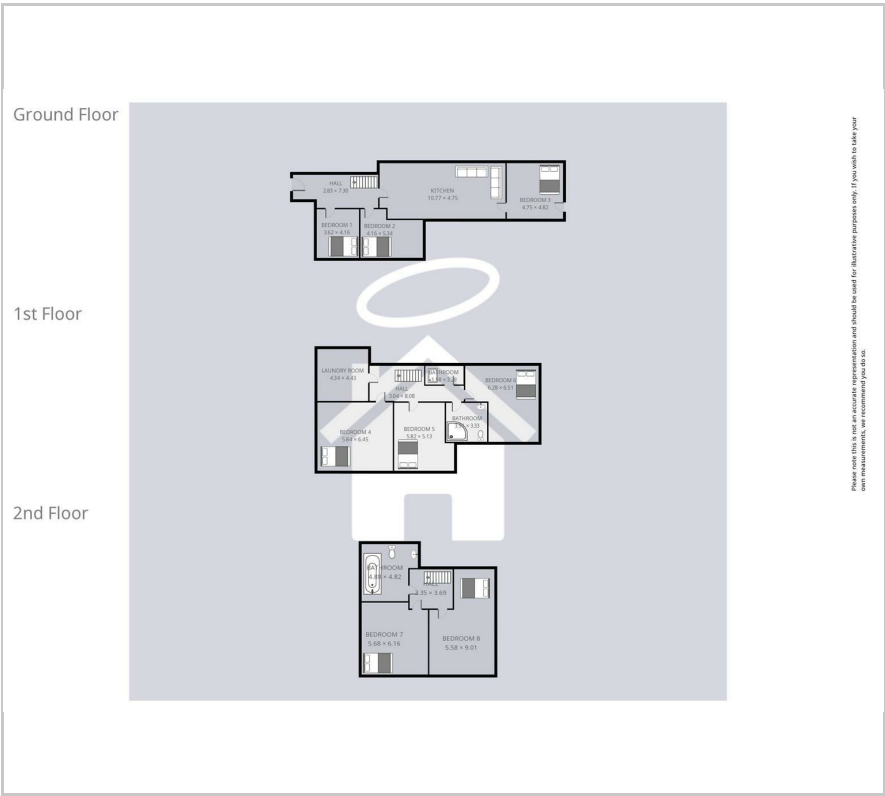 Ground Floor
HALL
2.83 × 7.30
KITCHEN
10.77 × 4.75
BEDROOM 3
4.75 × 4.82
BEDROOM 1
3.62 × 4.16
BEDROOM 2
4.16 × 5.34
1st Floor
LAUNDRY ROOM
4.34 × 4.43
HALL
3.04 × 8.08
BATHROOM
BEDROOM 6
6.28 × 6.51
BEDROOM 4
5.84 × 6.45
BEDROOM 5
5.82 × 5.13
BATHROOM
× 3.33
2nd Floor
BATHROOM
4.88 × 4.82
HALL
3.35 × 3.69
BEDROOM 7
5.68 × 6.16
BEDROOM 8
5.58 × 9.01
Please note this is not an accurate representation and should be used for illustrative purposes only. If you wish to take your
own measurements, we recommend you do so.